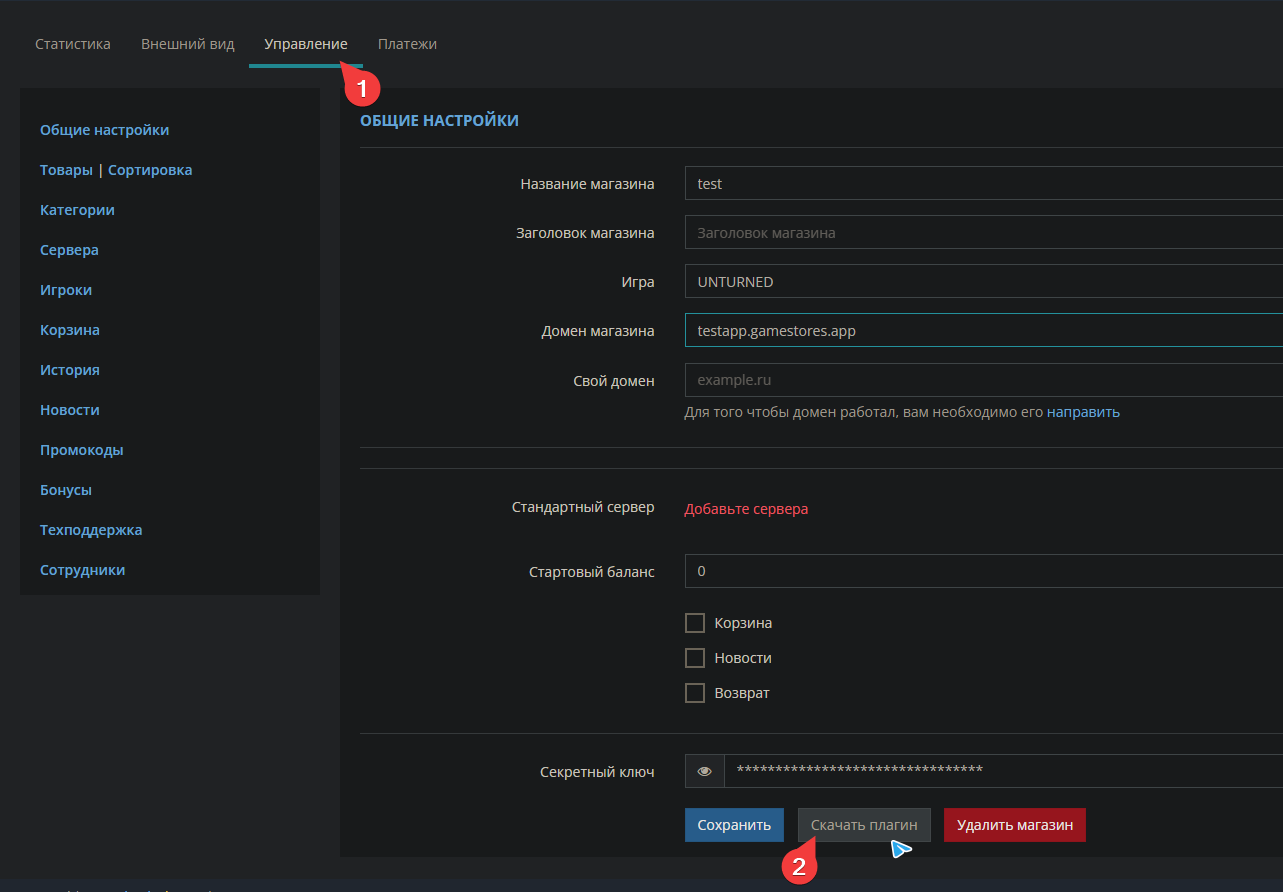 Статистика Внешний вид Управление Платежи
1
Общие настройки
Товары | Сортировка
Категории
Сервера
Игроки
Корзина
История
Новости
Промокоды
Бонусы
Техподдержка
Сотрудники
ОБЩИЕ НАСТРОЙКИ
Название магазина test
Заголовок магазина Заголовок магазина
Игра UNTURNED
Домен магазина testapp.gamestores.app
Свой домен example.ru
Для того чтобы домен работал, вам необходимо его направить
Стандартный сервер Добавьте сервера
Стартовый баланс 0
Корзина
Новости
Возврат
Секретный ключ ********************************
Сохранить Скачать плагин Удалить магазин
2